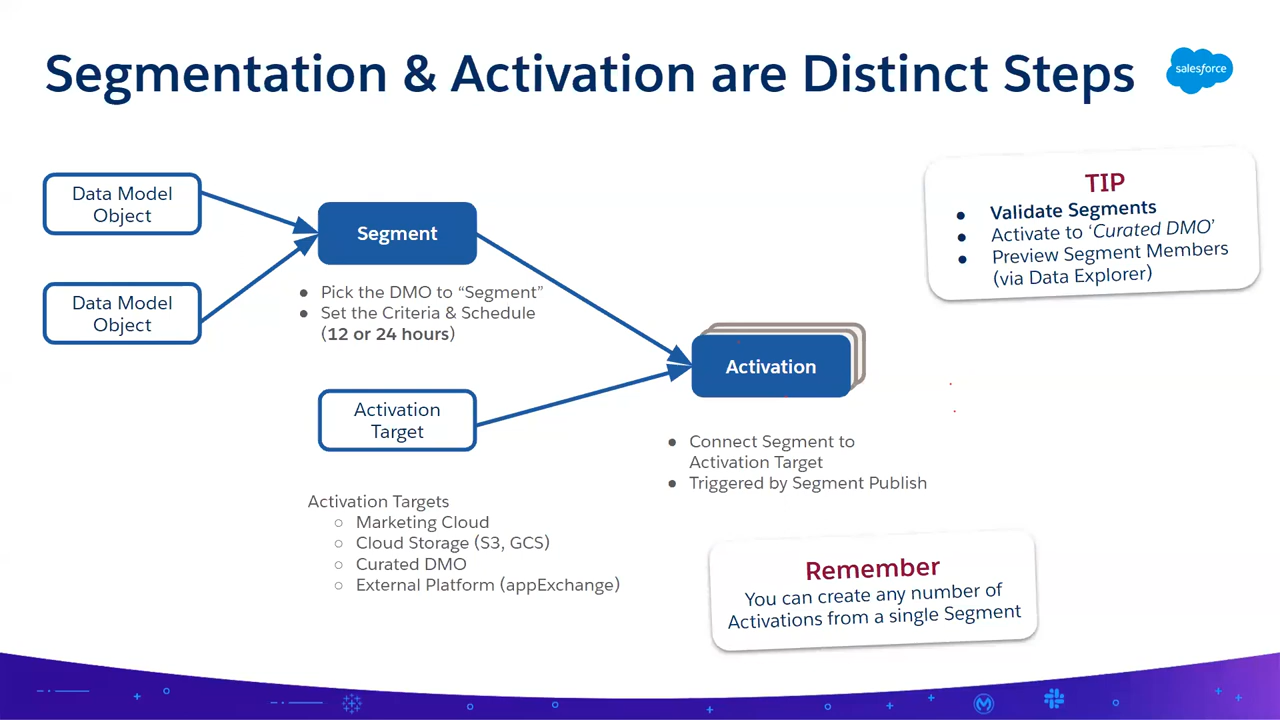 Segmentation & Activation are Distinct Steps
salesforce
Data Model
Object
Data Model
Object
Segment
● Pick the DMO to “Segment”
● Set the Criteria & Schedule
(12 or 24 hours)
Activation
Target
Activation Targets
○ Marketing Cloud
○ Cloud Storage (S3, GCS)
○ Curated DMO
○ External Platform (appExchange)
Activation
● Connect Segment to
Activation Target
● Triggered by Segment Publish
TIP
● Validate Segments
● Activate to ‘Curated DMO’
● Preview Segment Members
(via Data Explorer)
Remember
You can create any number of
Activations from a single Segment